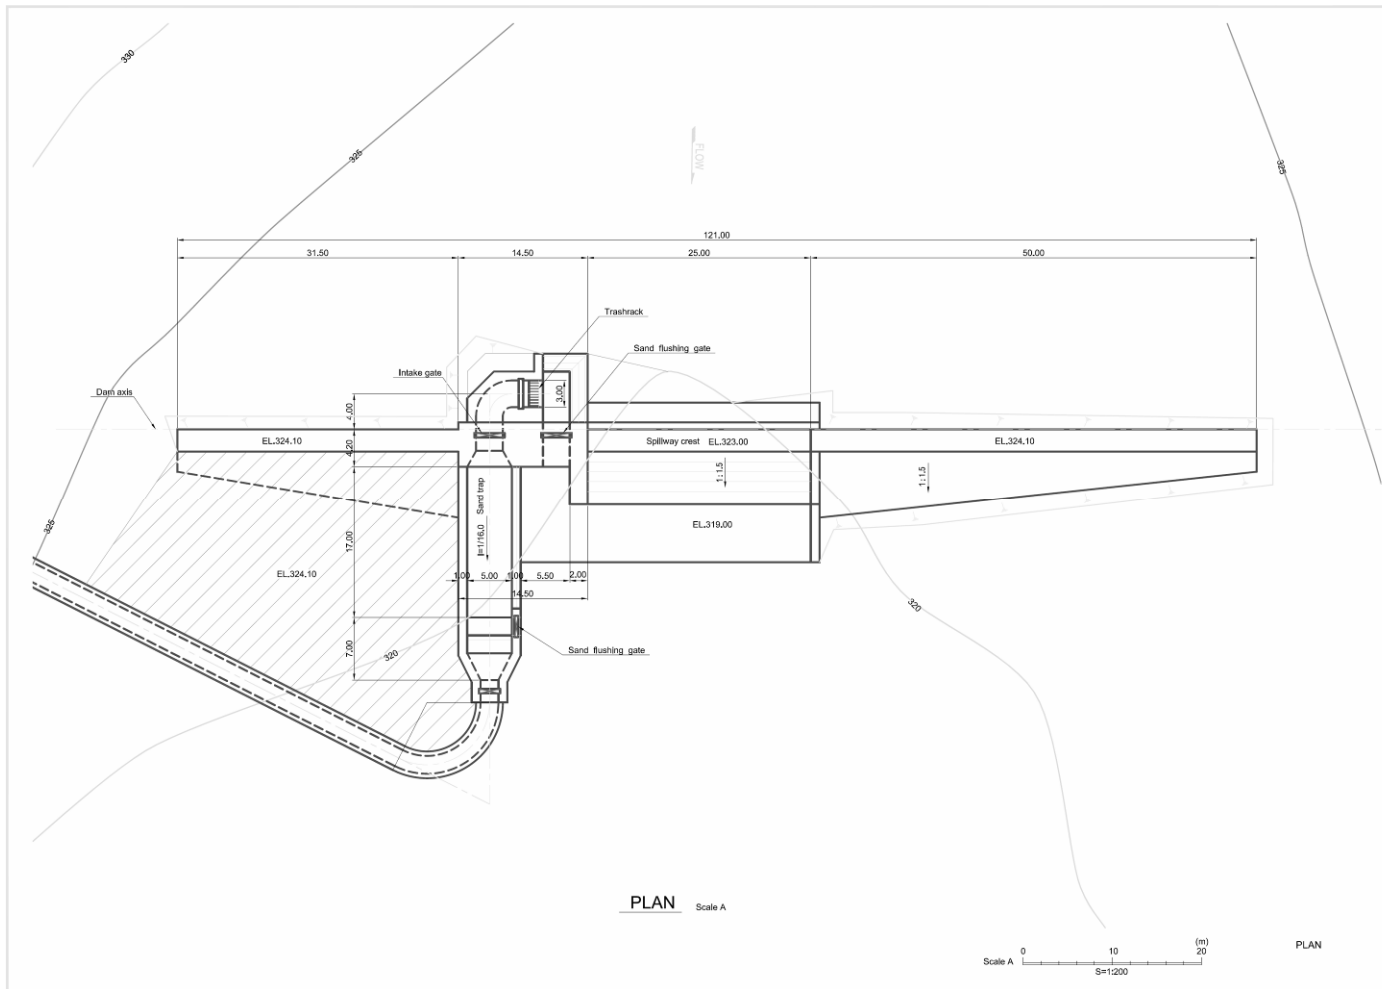 330
325
325
FLOW
121.00
31.50
14.50
25.00
50.00
Trashrack
Sand flushing gate
Intake gate
Dam axis
4.00
3.00
EL.324.10
4.20
Spillway crest EL.323.00
EL.324.10
1:1.5
1:1.5
Sand trap
I=1/16.0
325
17.00
EL.319.00
EL.324.10
1.00
5.00
1.00
5.50
2.00
14.50
320
7.00
320
Sand flushing gate
PLAN
Scale A
Scale A
0
10
20
(m)
S=1:200
PLAN